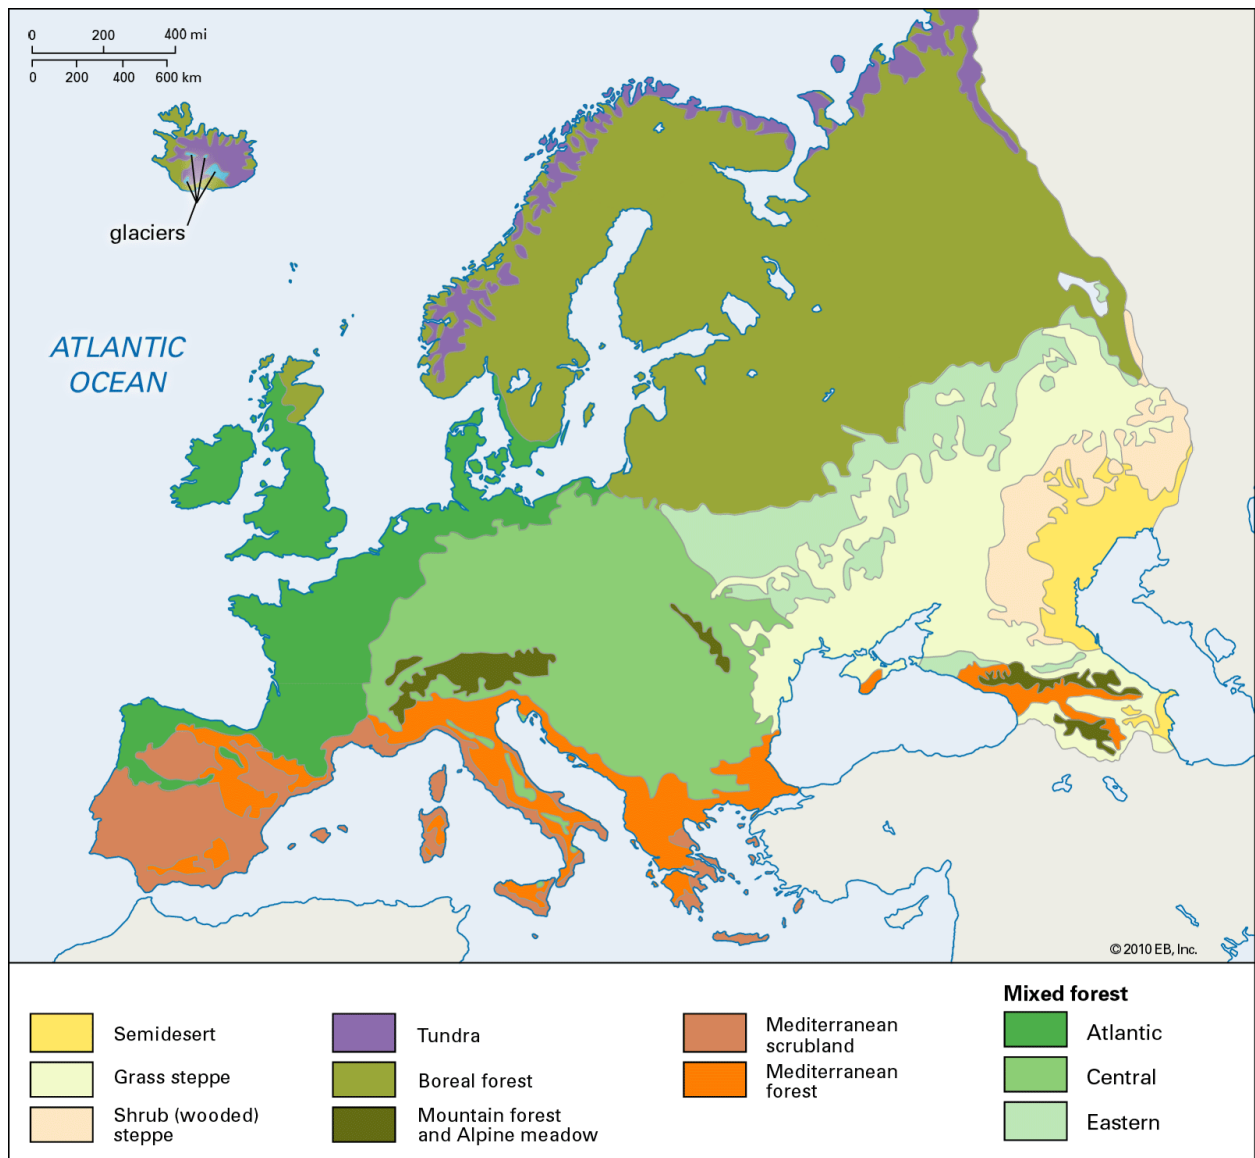 0 200 400 mi
0 200 400 600 km
glaciers
ATLANTIC
OCEAN
© 2010 EB, Inc.
Semidesert
Grass steppe
Shrub (wooded)
steppe
Tundra
Boreal forest
Mountain forest
and Alpine meadow
Mediterranean
scrubland
Mediterranean
forest
Mixed forest
Atlantic
Central
Eastern